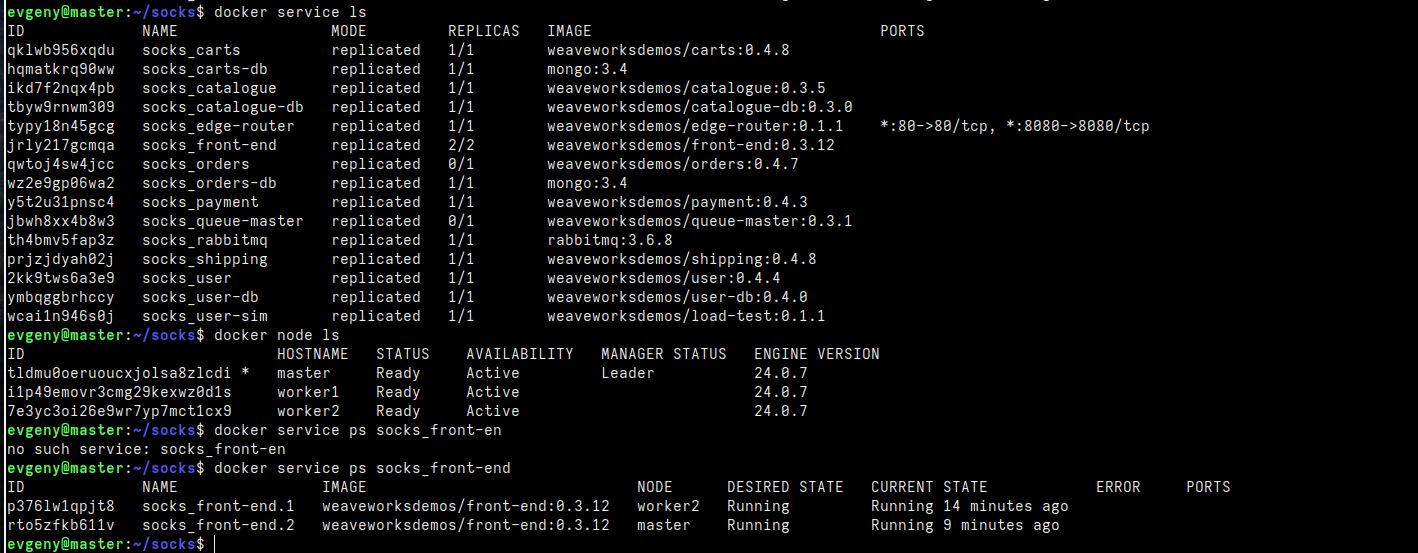 evgeny@master:~/socks$ docker service ls
ID NAME MODE REPLICAS IMAGE PORTS
qklwb956xqdu socks_carts replicated 1/1 weaveworksdemos/carts:0.4.8
hqmatkrq90ww socks_carts-db replicated 1/1 mongo:3.4
ikd7f2nqx4pb socks_catalogue replicated 1/1 weaveworksdemos/catalogue:0.3.5
tbyw9rnwm309 socks_catalogue-db replicated 1/1 weaveworksdemos/catalogue-db:0.3.0
typy18n45gcg socks_edge-router replicated 1/1 weaveworksdemos/edge-router:0.1.1 *:80->80/tcp, *:8080->8080/tcp
jrly217gcmqa socks_front-end replicated 2/2 weaveworksdemos/front-end:0.3.12
qwtoj4sw4jcc socks_orders replicated 0/1 weaveworksdemos/orders:0.4.7
wz2e9gp06wa2 socks_orders-db replicated 1/1 mongo:3.4
y5t2u31pnsc4 socks_payment replicated 1/1 weaveworksdemos/payment:0.4.3
jbwh8xx4b8w3 socks_queue-master replicated 0/1 weaveworksdemos/queue-master:0.3.1
th4bmv5fap3z socks_rabbitmq replicated 1/1 rabbitmq:3.6.8
prjzjdyah02j socks_shipping replicated 1/1 weaveworksdemos/shipping:0.4.8
2kk9tws6a3e9 socks_user replicated 1/1 weaveworksdemos/user:0.4.4
ymbqggbrhccy socks_user-db replicated 1/1 weaveworksdemos/user-db:0.4.0
wcai1n946s0j socks_user-sim replicated 1/1 weaveworksdemos/load-test:0.1.1
evgeny@master:~/socks$ docker node ls
ID HOSTNAME STATUS AVAILABILITY MANAGER STATUS ENGINE VERSION
tldmu0oeruoucxjolsa8zlcdi * master Ready Active Leader 24.0.7
i1p49emovr3cmg29kexwz0d1s worker1 Ready Active 24.0.7
7e3yc3oi26e9wr7yp7mct1cx9 worker2 Ready Active 24.0.7
evgeny@master:~/socks$ docker service ps socks_front-en
no such service: socks_front-en
evgeny@master:~/socks$ docker service ps socks_front-end
ID NAME IMAGE NODE DESIRED STATE CURRENT STATE ERROR PORTS
p376lw1qpjt8 socks_front-end.1 weaveworksdemos/front-end:0.3.12 worker2 Running Running 14 minutes ago
rto5zfkb611v socks_front-end.2 weaveworksdemos/front-end:0.3.12 master Running Running 9 minutes ago
evgeny@master:~/socks$